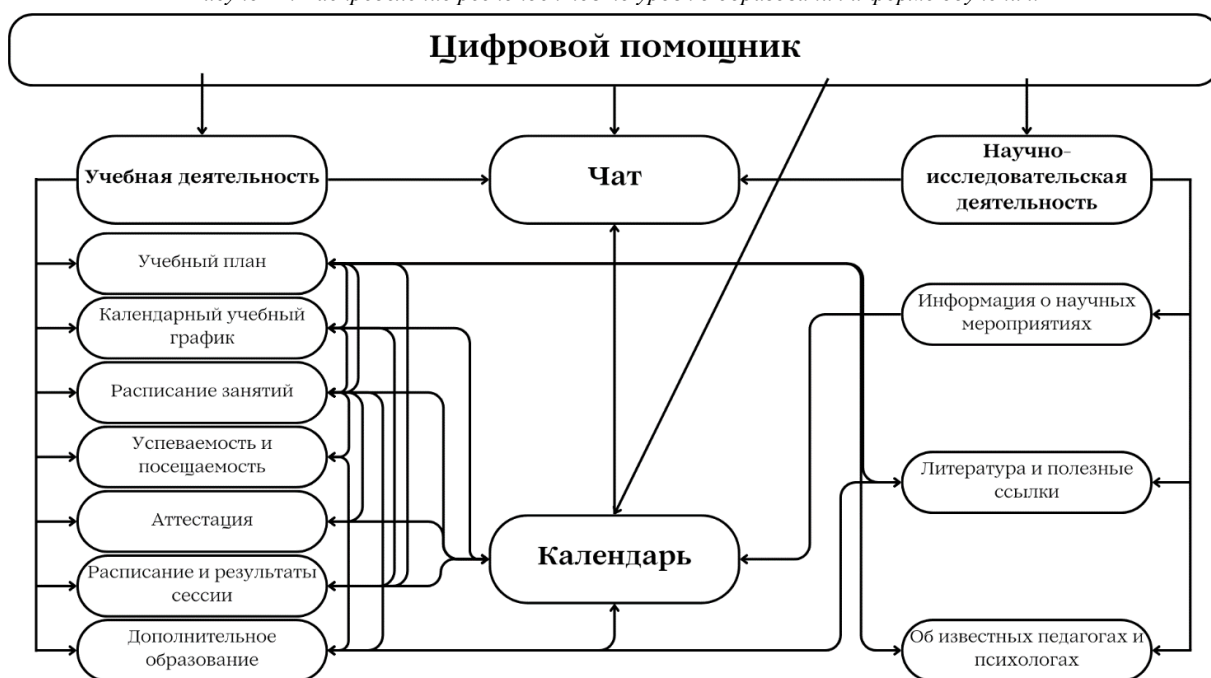 Цифровой помощник
Учебная деятельность
Чат
Научно-
исследовательская
деятельность
Учебный план
Календарный учебный
график
Расписание занятий
Успеваемость и
посещаемость
Аттестация
Расписание и результаты
сессии
Дополнительное
образование
Календарь
Информация о научных
мероприятиях
Литература и полезные
ссылки
Об известных педагогах и
психологах